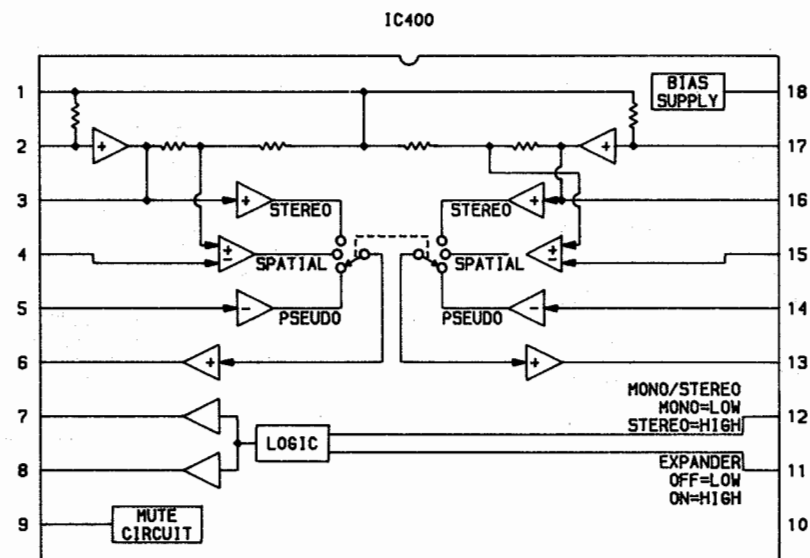 IC400
1
BIAS
SUPPLY
18
2
+
+
17
3
+
STEREO
STEREO
+
16
4
+
-
SPATIAL
SPATIAL
+
-
15
5
-
PSEUDO
PSEUDO
-
14
6
+
+
13
MONO/STEREO
MONO=LOW
STEREO=HIGH
7
12
LOGIC
EXPANDER
OFF=LOW
ON=HIGH
8
11
9
MUTE
CIRCUIT
10